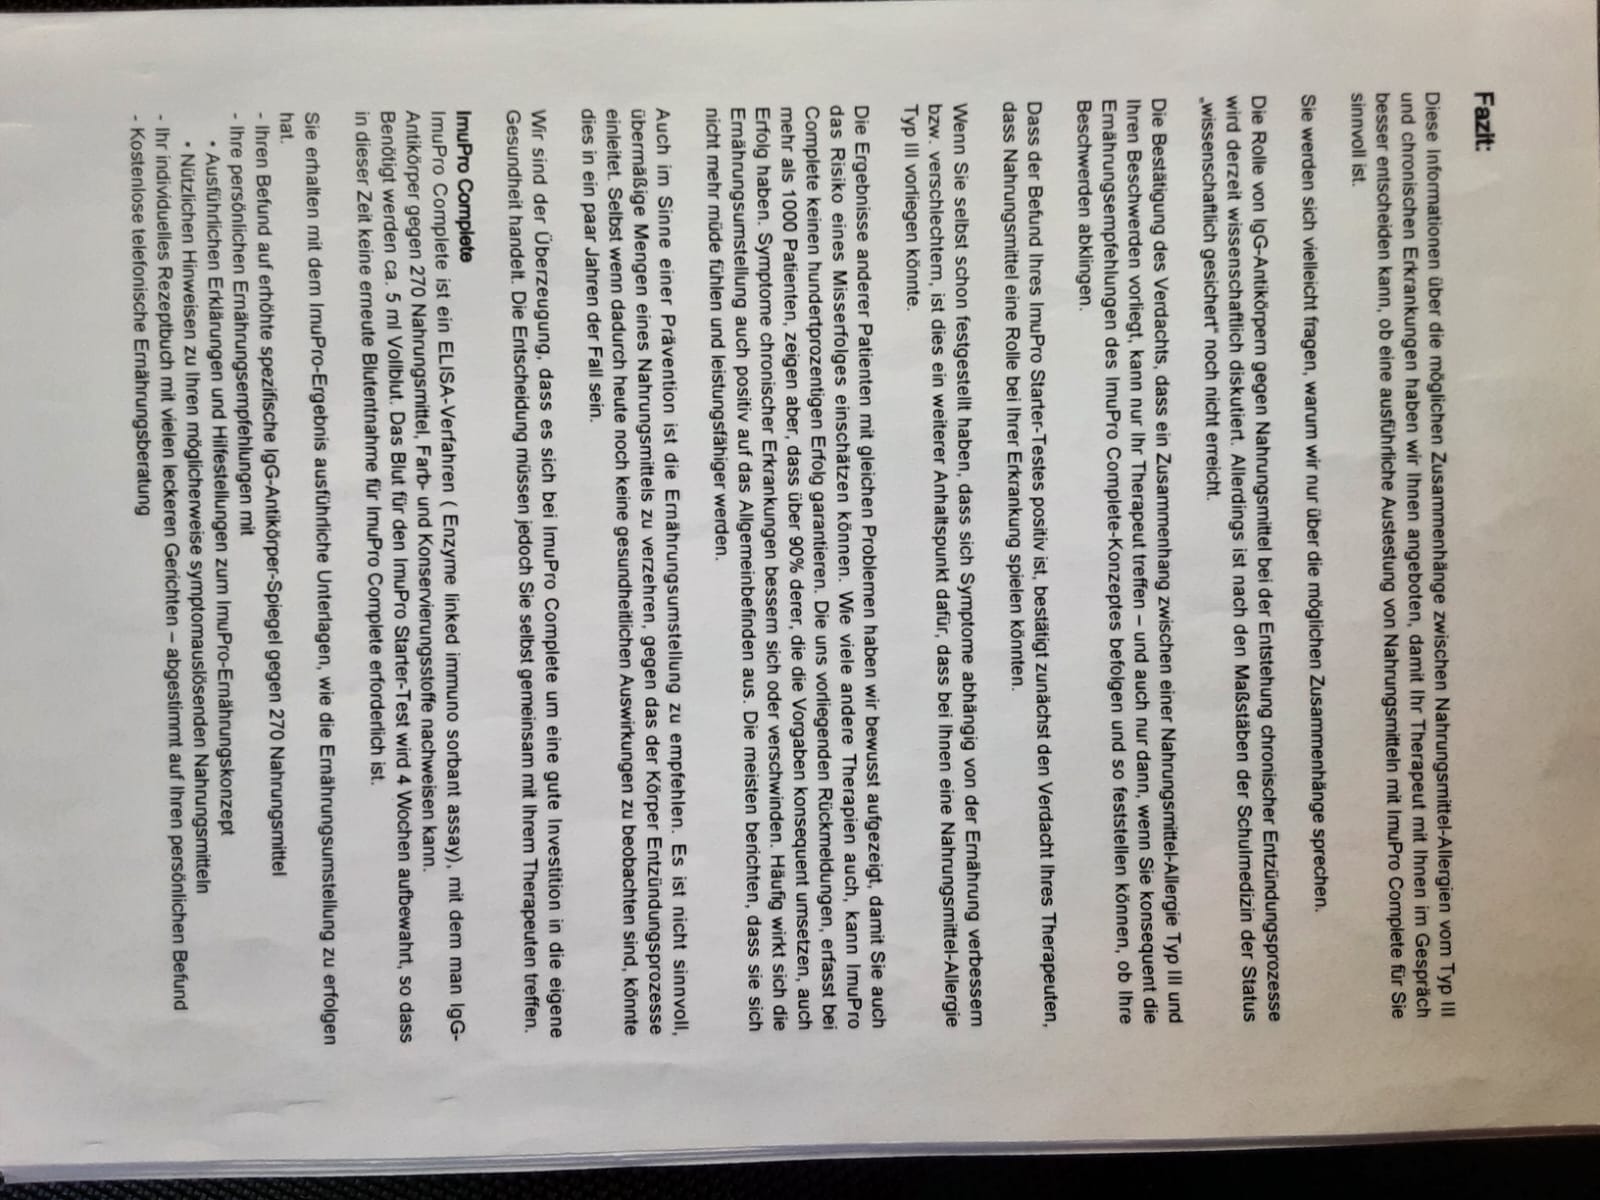 Fazit:
Diese Informationen über die möglichen Zusammenhänge zwischen Nahrungsmittel-Allergien vom Typ III
und chronischen Erkrankungen haben wir Ihnen angeboten, damit Ihr Therapeut mit Ihnen im Gespräch
besser entscheiden kann, ob eine ausführliche Austestung von Nahrungsmitteln mit ImuPro Complete für Sie
sinnvoll ist.
Sie werden sich vielleicht fragen, warum wir nur über die möglichen Zusammenhänge sprechen.
Die Rolle von IgG-Antikörpern gegen Nahrungsmittel bei der Entstehung chronischer Entzündungsprozesse
wird derzeit wissenschaftlich diskutiert. Allerdings ist nach den Maßstäben der Schulmedizin der Status
„wissenschaftlich gesichert“ noch nicht erreicht.
Die Bestätigung des Verdachts, dass ein Zusammenhang zwischen einer Nahrungsmittel-Allergie Typ III und
Ihren Beschwerden vorliegt, kann nur Ihr Therapeut treffen – und auch nur dann, wenn Sie konsequent die
Ernährungsempfehlungen des ImuPro Complete-Konzeptes befolgen und so feststellen können, ob Ihre
Beschwerden abklingen.
Dass der Befund Ihres ImuPro Starter-Testes positiv ist, bestätigt zunächst den Verdacht Ihres Therapeuten,
dass Nahrungsmittel eine Rolle bei Ihrer Erkrankung spielen könnten.
Wenn Sie selbst schon festgestellt haben, dass sich Symptome abhängig von der Ernährung verbessern
bzw. verschlechtern, ist dies ein weiterer Anhaltspunkt dafür, dass bei Ihnen eine Nahrungsmittel-Allergie
Typ III vorliegen könnte.
Die Ergebnisse anderer Patienten mit gleichen Problemen haben wir bewusst aufgezeigt, damit Sie auch
das Risiko eines Misserfolges einschätzen können. Wie viele andere Therapien auch, kann ImuPro
Complete keinen hundertprozentigen Erfolg garantieren. Die uns vorliegenden Rückmeldungen, erfasst bei
mehr als 1000 Patienten, zeigen aber, dass über 90% derer, die die Vorgaben konsequent umsetzen, auch
Erfolg haben. Symptome chronischer Erkrankungen bessern sich oder verschwinden. Häufig wirkt sich die
Ernährungsumstellung auch positiv auf das Allgemeinbefinden aus. Die meisten berichten, dass sie sich
nicht mehr müde fühlen und leistungsfähiger werden.
Auch im Sinne einer Prävention ist die Ernährungsumstellung zu empfehlen. Es ist nicht sinnvoll,
übermäßige Mengen eines Nahrungsmittels zu verzehren, gegen das der Körper Entzündungsprozesse
einleitet. Selbst wenn dadurch heute noch keine gesundheitlichen Auswirkungen zu beobachten sind, könnte
dies in ein paar Jahren der Fall sein.
Wir sind der Überzeugung, dass es sich bei ImuPro Complete um eine gute Investition in die eigene
Gesundheit handelt. Die Entscheidung müssen jedoch Sie selbst gemeinsam mit Ihrem Therapeuten treffen.
ImuPro Complete
ImuPro Complete ist ein ELISA-Verfahren ( Enzyme linked immuno sorbant assay), mit dem man IgG-
Antikörper gegen 270 Nahrungsmittel, Farb- und Konservierungsstoffe nachweisen kann.
Benötigt werden ca. 5 ml Vollblut. Das Blut für den ImuPro Starter-Test wird 4 Wochen aufbewahrt, so dass
in dieser Zeit keine erneute Blutentnahme für ImuPro Complete erforderlich ist.
Sie erhalten mit dem ImuPro-Ergebnis ausführliche Unterlagen, wie die Ernährungsumstellung zu erfolgen
hat.
- Ihren Befund auf erhöhte spezifische IgG-Antikörper-Spiegel gegen 270 Nahrungsmittel
- Ihre persönlichen Ernährungsempfehlungen mit
• Ausführlichen Erklärungen und Hilfestellungen zum ImuPro-Ernährungskonzept
• Nützlichen Hinweisen zu Ihren möglicherweise symptomauslösenden Nahrungsmitteln
- Ihr individuelles Rezeptbuch mit vielen leckeren Gerichten – abgestimmt auf Ihren persönlichen Befund
- Kostenlose telefonische Ernährungsberatung